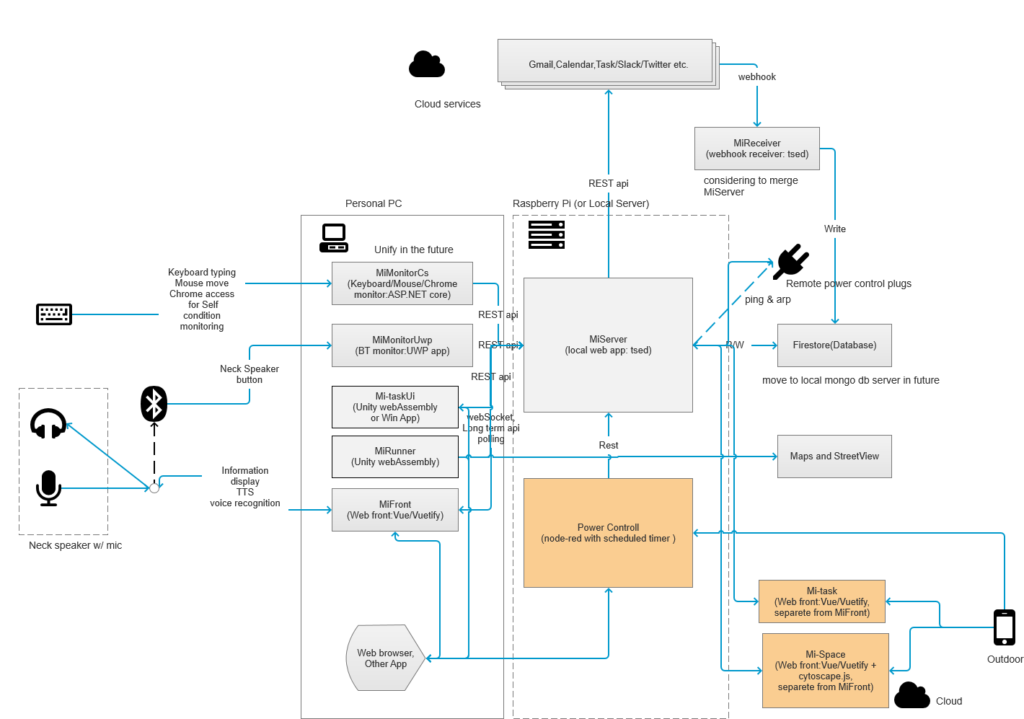 Gmail,Calendar,Task/Slack/Twitter etc.
Cloud services
webhook
MiReceiver
(webhook receiver: tsed)
considering to merge
MiServer
REST api
Personal PC
Raspberry Pi (or Local Server)
Unify in the future
Write
Keyboard typing
Mouse move
Chrome access
for Self
condition
monitoring
MiMonitorCs
(Keyboard/Mouse/Chrome
monitor:ASP.NET core)
REST api
Remote power control plugs
ping & arp
MiMonitorUwp
(BT monitor:UWP app)
REST api
MiServer
(local web app: tsed)
R/W
Firestore(Database)
Neck Speaker
button
REST api
move to local mongo db server in future
Mi-taskUi
(Unity webAssembly
or Win App)
webSocket,
Long term api
polling
MiRunner
(Unity webAssembly)
Rest
Maps and StreetView
Information
display
TTS
voice recognition
MiFront
(Web front:Vue/Vuetify)
Neck speaker w/ mic
Power Controll
(node-red with scheduled timer )
Mi-task
(Web front:Vue/Vuetify,
separete from MiFront)
Web browser,
Other App
Mi-Space
(Web front:Vue/Vuetify +
cytoscape.js,
separete from MiFront)
Outdoor
Cloud